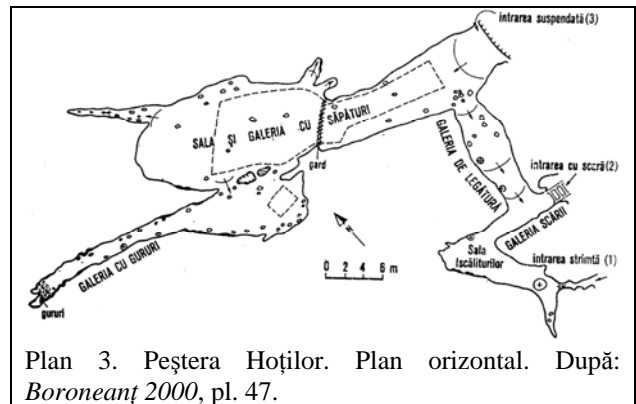 intrarea suspendată (3)
SALA ȘI GALERIA CU SĂPĂTURI
gard
GALERIA DE LEGĂTURĂ
intrarea cu scară (2)
GALERIA SCĂRII
Sala
Iscăliturilor
intrarea strimtă (1)
GALERIA CU GURURI
gururi
N
0 2 4 6 m
Plan 3. Peştera Hoţilor. Plan orizontal. După:
Boroneanţ 2000, pl. 47.